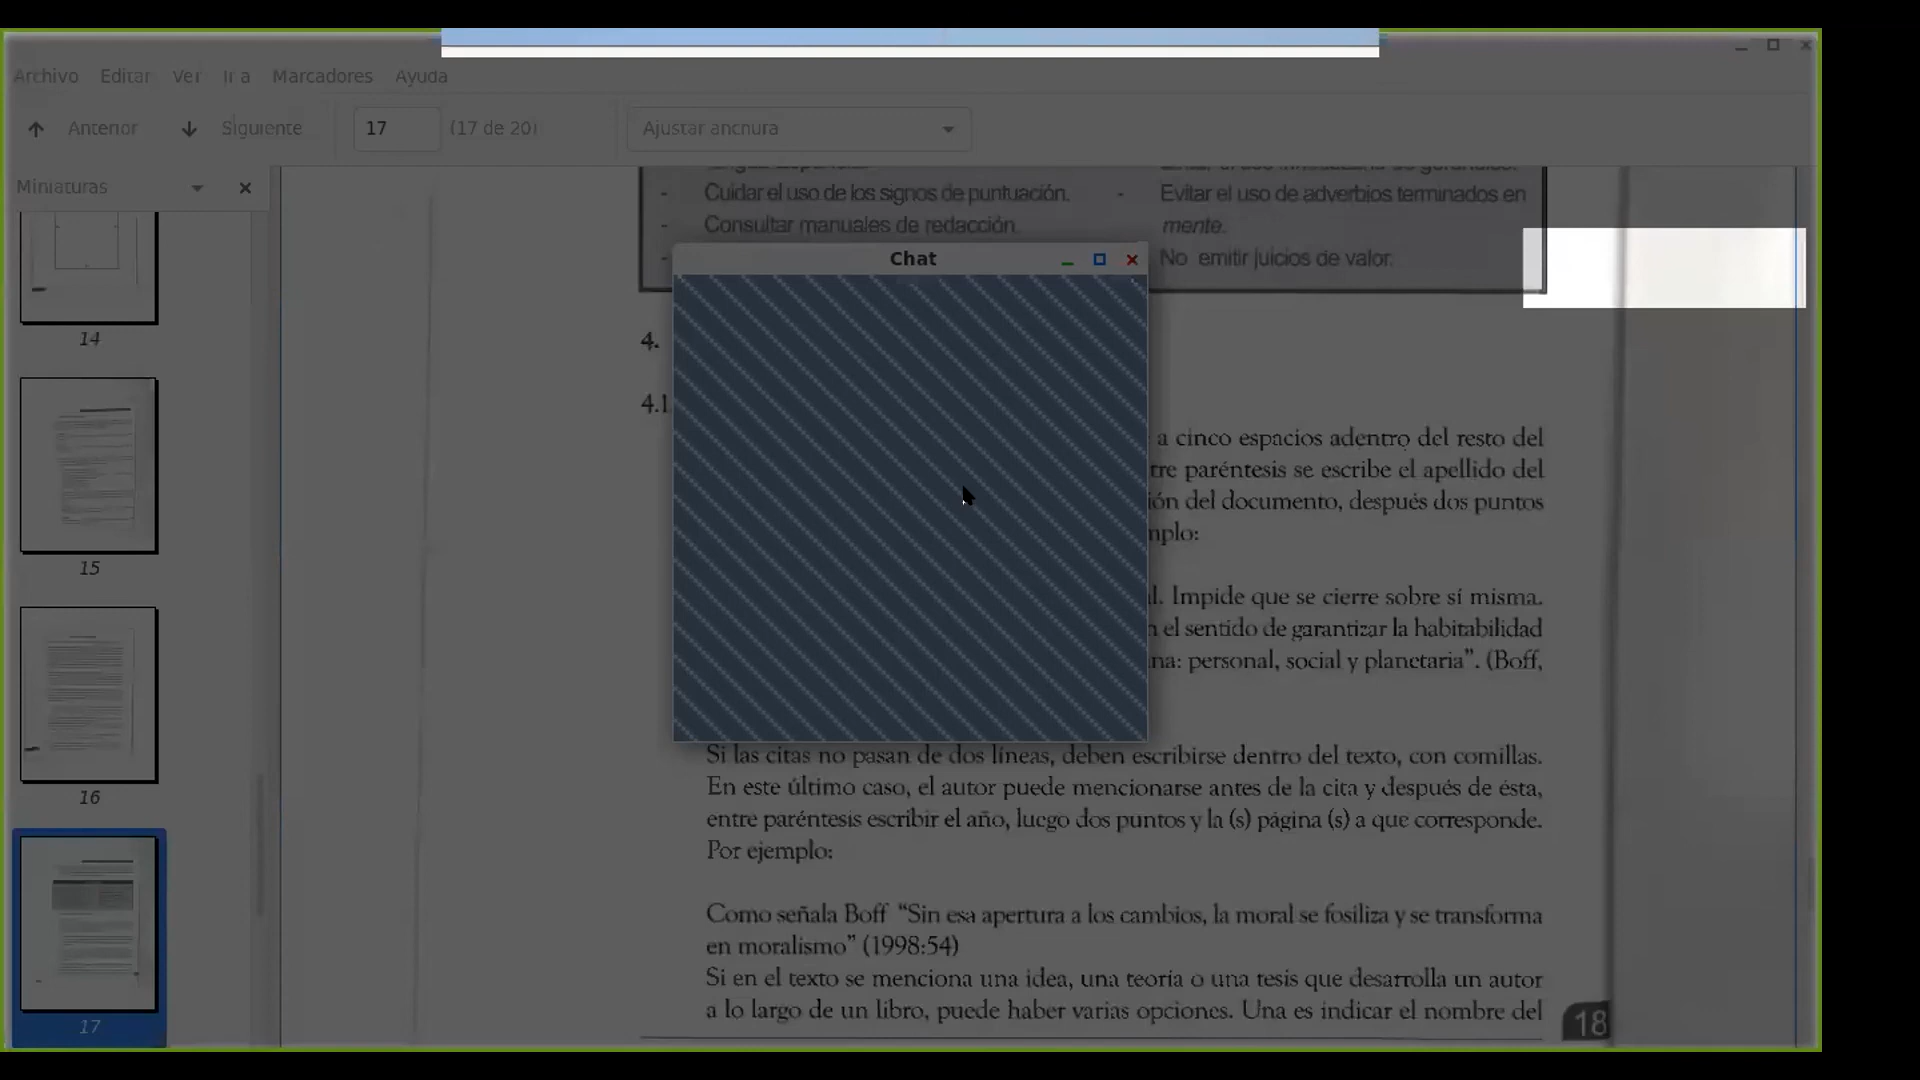 Archivo Editar Ver Ir a Marcadores Ayuda
Anterior Siguiente 17 (17 de 20) Ajustar anchura
Miniaturas
14
15
16
17
- Cuidar el uso de los signos de puntuación.
- Consultar manuales de redacción.
-
- Evitar el uso de adverbios terminados en
mente.
No emitir juicios de valor.
Chat
4.
4.1
a cinco espacios adentro del resto del
tre paréntesis se escribe el apellido del
ión del documento, después dos puntos
mplo:
l. Impide que se cierre sobre sí misma.
n el sentido de garantizar la habitabilidad
na: personal, social y planetaria”. (Boff,
Si las citas no pasan de dos líneas, deben escribirse dentro del texto, con comillas.
En este último caso, el autor puede mencionarse antes de la cita y después de ésta,
entre paréntesis escribir el año, luego dos puntos y la (s) página (s) a que corresponde.
Por ejemplo:
Como señala Boff “Sin esa apertura a los cambios, la moral se fosiliza y se transforma
en moralismo” (1998:54)
Si en el texto se menciona una idea, una teoría o una tesis que desarrolla un autor
a lo largo de un libro, puede haber varias opciones. Una es indicar el nombre del
18